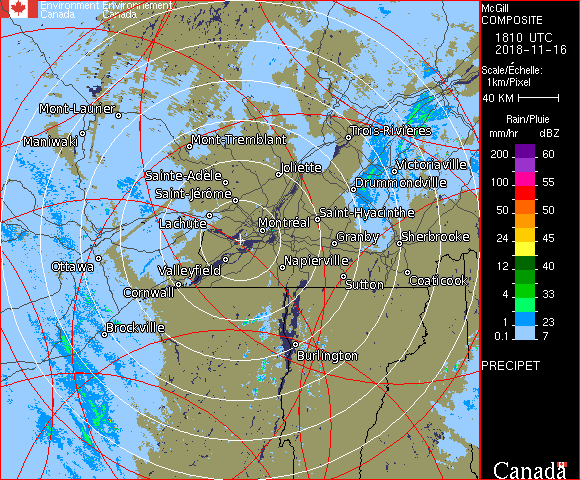 Environment Environnement
Canada Canada
McGill
COMPOSITE
1810 UTC
2018-11-16
Scale/Échelle:
1km/Pixel
40 KM
Rain/Pluie
mm/hr dBZ
200 60
150 55
100 55
50 50
24 45
12 40
4 33
1 23
0.1 7
PRECIPET
Canada
Mont-Laurier
Maniwaki
Mont-Tremblant
Trois-Rivières
Joliette
Victoriaville
Sainte-Adèle
Drummondville
Saint-Jérôme
Saint-Hyacinthe
Lachute
Montréal
Granby
Sherbrooke
Ottawa
Valleyfield
Napierville
Sutton
Coaticook
Cornwall
Brockville
Burlington